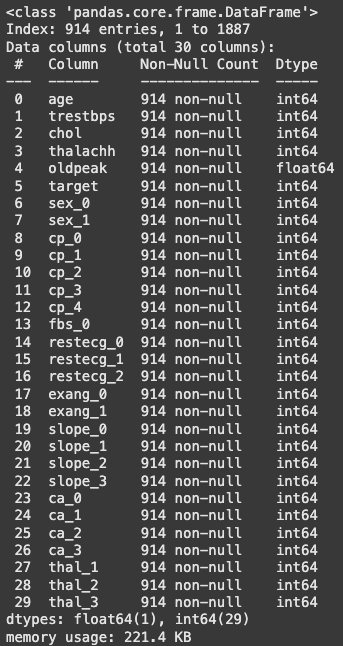 <class 'pandas.core.frame.DataFrame'>
Index: 914 entries, 1 to 1887
Data columns (total 30 columns):
 #   Column     Non-Null Count  Dtype
---  ------     --------------  -----
 0   age        914 non-null    int64
 1   trestbps   914 non-null    int64
 2   chol       914 non-null    int64
 3   thalachh   914 non-null    int64
 4   oldpeak    914 non-null    float64
 5   target     914 non-null    int64
 6   sex_0      914 non-null    int64
 7   sex_1      914 non-null    int64
 8   cp_0       914 non-null    int64
 9   cp_1       914 non-null    int64
 10  cp_2       914 non-null    int64
 11  cp_3       914 non-null    int64
 12  cp_4       914 non-null    int64
 13  fbs_0      914 non-null    int64
 14  restecg_0  914 non-null    int64
 15  restecg_1  914 non-null    int64
 16  restecg_2  914 non-null    int64
 17  exang_0    914 non-null    int64
 18  exang_1    914 non-null    int64
 19  slope_0    914 non-null    int64
 20  slope_1    914 non-null    int64
 21  slope_2    914 non-null    int64
 22  slope_3    914 non-null    int64
 23  ca_0       914 non-null    int64
 24  ca_1       914 non-null    int64
 25  ca_2       914 non-null    int64
 26  ca_3       914 non-null    int64
 27  thal_1     914 non-null    int64
 28  thal_2     914 non-null    int64
 29  thal_3     914 non-null    int64
dtypes: float64(1), int64(29)
memory usage: 221.4 KB